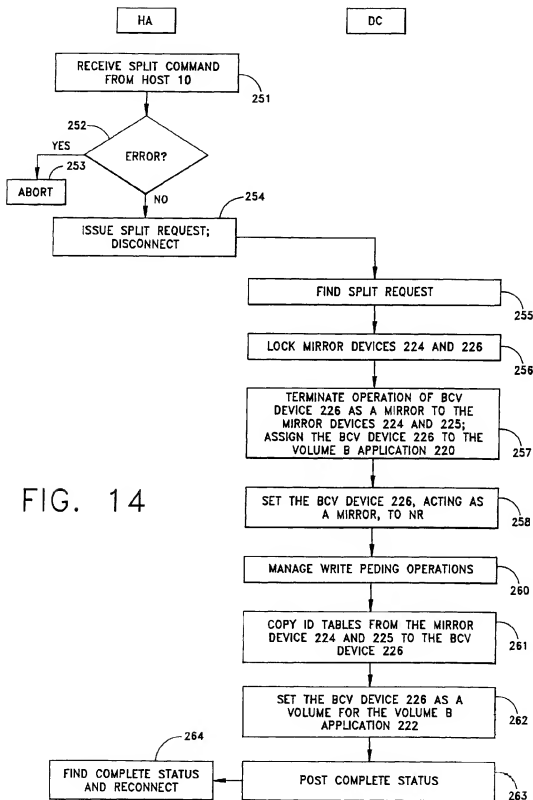 HA
DC
RECEIVE SPLIT COMMAND
FROM HOST 10
251
252
ERROR?
YES
253
ABORT
NO
254
ISSUE SPLIT REQUEST;
DISCONNECT
FIND SPLIT REQUEST
255
LOCK MIRROR DEVICES 224 AND 226
256
TERMINATE OPERATION OF BCV
DEVICE 226 AS A MIRROR TO THE
MIRROR DEVICES 224 AND 225;
ASSIGN THE BCV DEVICE 226 TO THE
VOLUME B APPLICATION 220
257
FIG. 14
SET THE BCV DEVICE 226, ACTING AS
A MIRROR, TO NR
258
MANAGE WRITE PEDING OPERATIONS
260
COPY ID TABLES FROM THE MIRROR
DEVICE 224 AND 225 TO THE BCV
DEVICE 226
261
SET THE BCV DEVICE 226 AS A
VOLUME FOR THE VOLUME B
APPLICATION 222
262
264
FIND COMPLETE STATUS
AND RECONNECT
POST COMPLETE STATUS
263